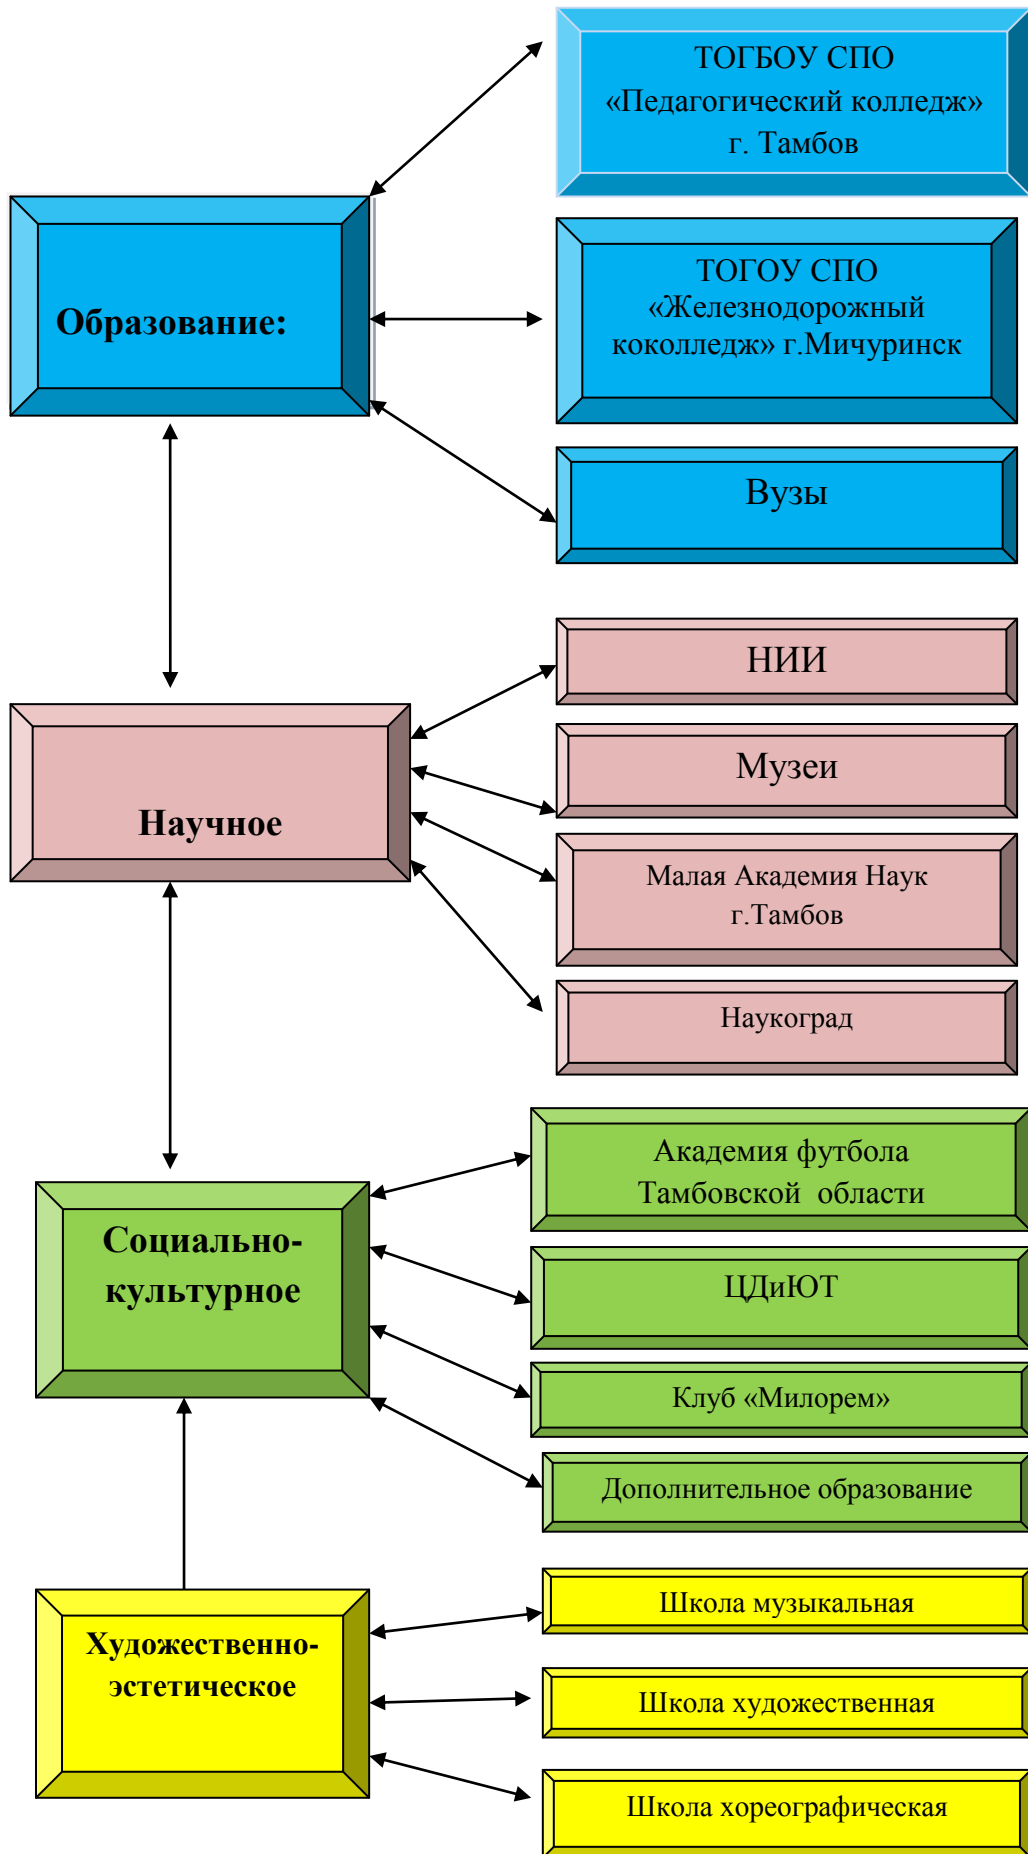 ТОГБОУ СПО
«Педагогический колледж»
г. Тамбов
Образование:
ТОГОУ СПО
«Железнодорожный
коколледж» г.Мичуринск
Вузы
НИИ
Музеи
Научное
Малая Академия Наук
г.Тамбов
Наукоград
Академия футбола
Тамбовской области
Социально-
культурное
ЦДиЮТ
Клуб «Милорем»
Дополнительное образование
Школа музыкальная
Художественно-
эстетическое
Школа художественная
Школа хореографическая